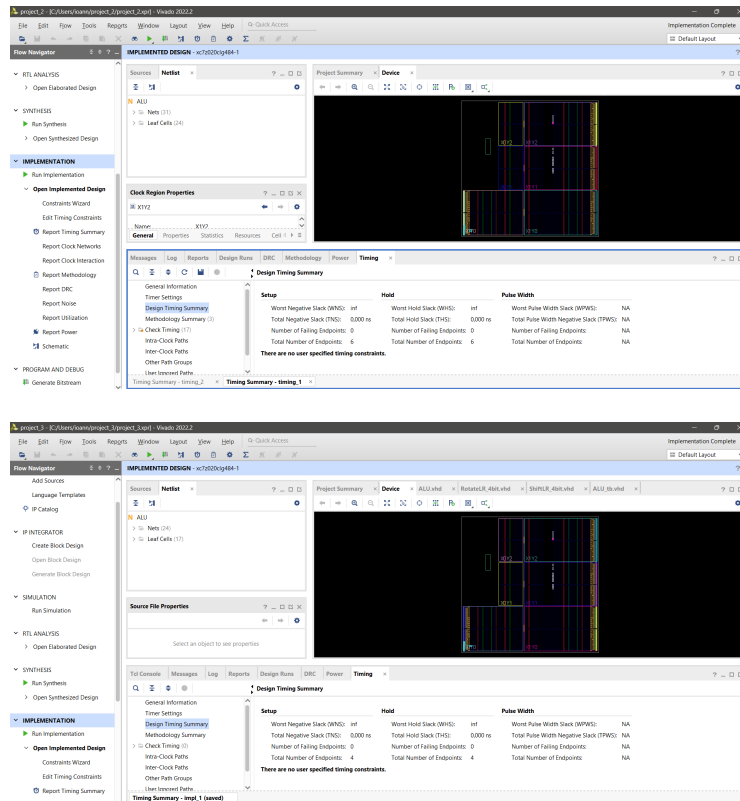 project_2 - [C:/Users/ioann/project_2/project_2.xpr] - Vivado 2022.2
File Edit Flow Tools Reports Window Layout View Help Quick Access
Implementation Complete
Default Layout
Flow Navigator
IMPLEMENTED DESIGN - xc7z020clg484-1
RTL ANALYSIS
Open Elaborated Design
SYNTHESIS
Run Synthesis
Open Synthesized Design
IMPLEMENTATION
Run Implementation
Open Implemented Design
Constraints Wizard
Edit Timing Constraints
Report Timing Summary
Report Clock Networks
Report Clock Interaction
Report Methodology
Report DRC
Report Noise
Report Utilization
Report Power
Schematic
PROGRAM AND DEBUG
Generate Bitstream
Sources Netlist
ALU
Nets (31)
Leaf Cells (24)
Clock Region Properties
X1Y2
Name: X1Y2
General Properties Statistics Resources Cell
Project Summary Device
X0Y2 X1Y2
Messages Log Reports Design Runs DRC Methodology Power Timing
Design Timing Summary
General Information
Timer Settings
Design Timing Summary
Methodology Summary (3)
Check Timing (17)
Intra-Clock Paths
Inter-Clock Paths
Other Path Groups
User Ignored Paths
Setup Hold Pulse Width
Worst Negative Slack (WNS): inf Worst Hold Slack (WHS): inf Worst Pulse Width Slack (WPWS): NA
Total Negative Slack (TNS): 0,000 ns Total Hold Slack (THS): 0,000 ns Total Pulse Width Negative Slack (TPWS): NA
Number of Failing Endpoints: 0 Number of Failing Endpoints: 0 Number of Failing Endpoints: NA
Total Number of Endpoints: 6 Total Number of Endpoints: 6 Total Number of Endpoints: NA
There are no user specified timing constraints.
Timing Summary - timing_2 Timing Summary - timing_1
project_3 - [C:/Users/ioann/project_3/project_3.xpr] - Vivado 2022.2
File Edit Flow Tools Reports Window Layout View Help Quick Access
Implementation Complete
Default Layout
Flow Navigator
IMPLEMENTED DESIGN - xc7z020clg484-1
Add Sources
Language Templates
IP Catalog
IP INTEGRATOR
Create Block Design
Open Block Design
Generate Block Design
SIMULATION
Run Simulation
RTL ANALYSIS
Open Elaborated Design
SYNTHESIS
Run Synthesis
Open Synthesized Design
IMPLEMENTATION
Run Implementation
Open Implemented Design
Constraints Wizard
Edit Timing Constraints
Report Timing Summary
Sources Netlist
ALU
Nets (24)
Leaf Cells (17)
Source File Properties
Select an object to see properties
Project Summary Device ALU.vhd RotateLR_4bit.vhd ShiftLR_4bit.vhd ALU_tb.vhd
X0Y2 X1Y2
X0Y1
Tcl Console Messages Log Reports Design Runs DRC Power Timing
Design Timing Summary
General Information
Timer Settings
Design Timing Summary
Methodology Summary
Check Timing (0)
Intra-Clock Paths
Inter-Clock Paths
Other Path Groups
User Ignored Paths
Setup Hold Pulse Width
Worst Negative Slack (WNS): inf Worst Hold Slack (WHS): inf Worst Pulse Width Slack (WPWS): NA
Total Negative Slack (TNS): 0,000 ns Total Hold Slack (THS): 0,000 ns Total Pulse Width Negative Slack (TPWS): NA
Number of Failing Endpoints: 0 Number of Failing Endpoints: 0 Number of Failing Endpoints: NA
Total Number of Endpoints: 4 Total Number of Endpoints: 4 Total Number of Endpoints: NA
There are no user specified timing constraints.
Timing Summary - impl_1 (saved)